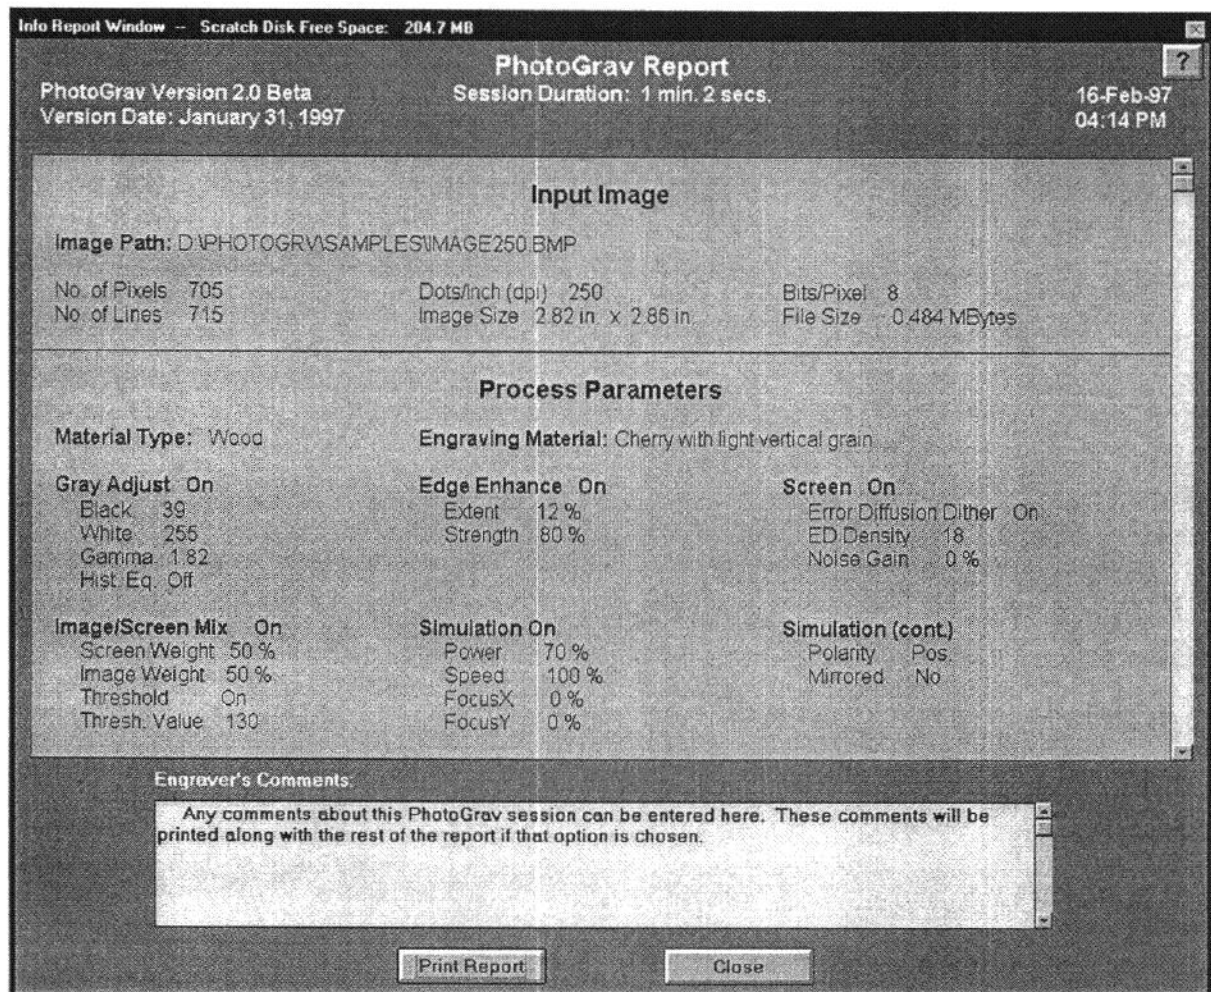 Info Report Window -- Scratch Disk Free Space: 204.7 MB
?
PhotoGrav Report
PhotoGrav Version 2.0 Beta
Session Duration: 1 min. 2 secs.
16-Feb-97
Version Date: January 31, 1997
04:14 PM
Input Image
Image Path: D:\PHOTOGRV\SAMPLES\IMAGE250.BMP
No. of Pixels 705 Dots/Inch (dpi) 250 Bits/Pixel 8
No. of Lines 715 Image Size 2.82 in. x 2.86 in. File Size 0.484 MBytes
Process Parameters
Material Type: Wood Engraving Material: Cherry with light vertical grain
Gray Adjust On Edge Enhance On Screen On
Black 39 Extent 12 % Error Diffusion Dither On
White 255 Strength 80 % ED Density 18
Gamma 1.82 Noise Gain 0 %
Hist. Eq. Off
Image/Screen Mix On Simulation On Simulation (cont.)
Screen Weight 50 % Power 70 % Polarity Pos.
Image Weight 50 % Speed 100 % Mirrored No
Threshold On FocusX 0 %
Thresh. Value 130 FocusY 0 %
Engraver's Comments:
Any comments about this PhotoGrav session can be entered here. These comments will be
printed along with the rest of the report if that option is chosen.
Print Report Close